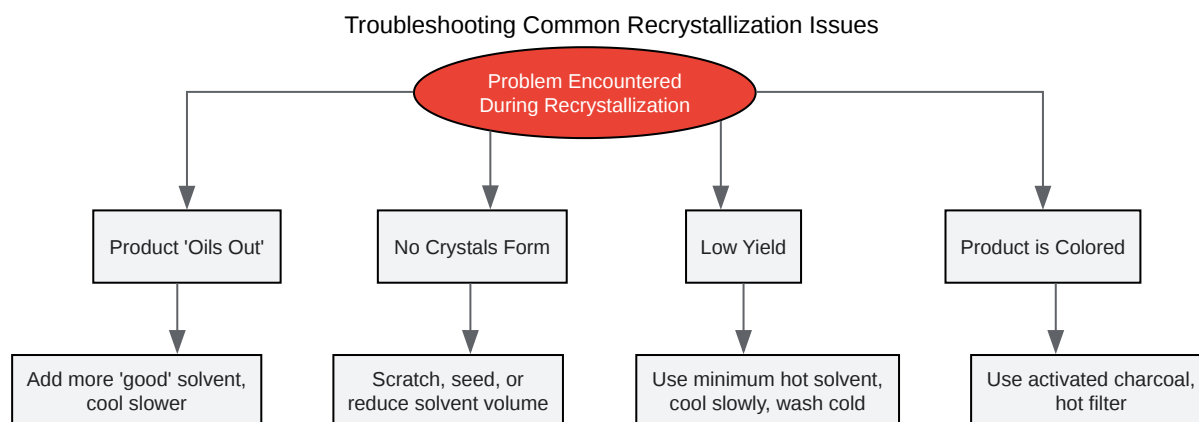 Troubleshooting Common Recrystallization Issues
Problem Encountered
During Recrystallization
Product 'Oils Out'
No Crystals Form
Low Yield
Product is Colored
Add more 'good' solvent,
cool slower
Scratch, seed, or
reduce solvent volume
Use minimum hot solvent,
cool slowly, wash cold
Use activated charcoal,
hot filter